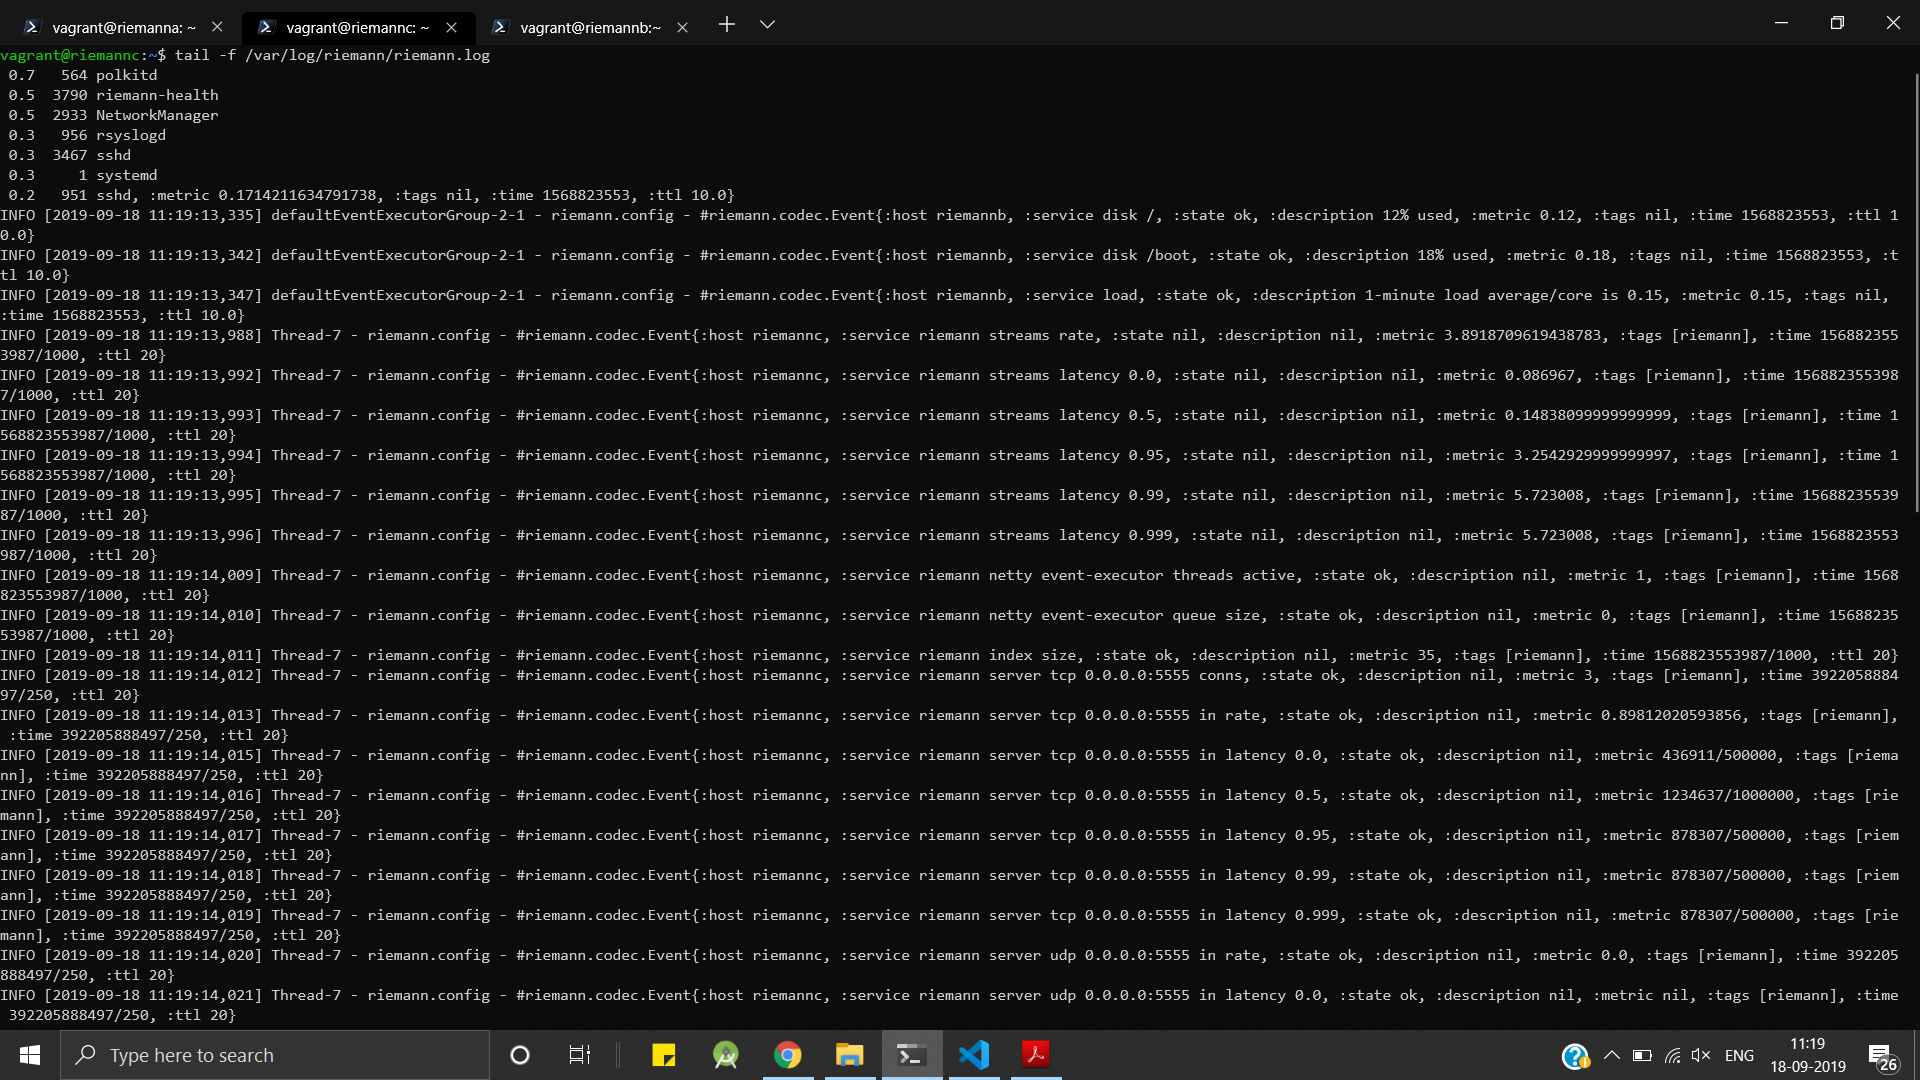 vagrant@riemanna: ~
vagrant@riemannc: ~
vagrant@riemannb:~
vagrant@riemannc:~$ tail -f /var/log/riemann/riemann.log
 0.7   564 polkitd
 0.5  3790 riemann-health
 0.5  2933 NetworkManager
 0.3   956 rsyslogd
 0.3  3467 sshd
 0.3     1 systemd
 0.2   951 sshd, :metric 0.1714211634791738, :tags nil, :time 1568823553, :ttl 10.0}
INFO [2019-09-18 11:19:13,335] defaultEventExecutorGroup-2-1 - riemann.config - #riemann.codec.Event{:host riemannb, :service disk /, :state ok, :description 12% used, :metric 0.12, :tags nil, :time 1568823553, :ttl 1
0.0}
INFO [2019-09-18 11:19:13,342] defaultEventExecutorGroup-2-1 - riemann.config - #riemann.codec.Event{:host riemannb, :service disk /boot, :state ok, :description 18% used, :metric 0.18, :tags nil, :time 1568823553, :t
tl 10.0}
INFO [2019-09-18 11:19:13,347] defaultEventExecutorGroup-2-1 - riemann.config - #riemann.codec.Event{:host riemannb, :service load, :state ok, :description 1-minute load average/core is 0.15, :metric 0.15, :tags nil,
:time 1568823553, :ttl 10.0}
INFO [2019-09-18 11:19:13,988] Thread-7 - riemann.config - #riemann.codec.Event{:host riemannc, :service riemann streams rate, :state nil, :description nil, :metric 3.8918709619438783, :tags [riemann], :time 156882355
3987/1000, :ttl 20}
INFO [2019-09-18 11:19:13,992] Thread-7 - riemann.config - #riemann.codec.Event{:host riemannc, :service riemann streams latency 0.0, :state nil, :description nil, :metric 0.086967, :tags [riemann], :time 156882355398
7/1000, :ttl 20}
INFO [2019-09-18 11:19:13,993] Thread-7 - riemann.config - #riemann.codec.Event{:host riemannc, :service riemann streams latency 0.5, :state nil, :description nil, :metric 0.14838099999999999, :tags [riemann], :time 1
568823553987/1000, :ttl 20}
INFO [2019-09-18 11:19:13,994] Thread-7 - riemann.config - #riemann.codec.Event{:host riemannc, :service riemann streams latency 0.95, :state nil, :description nil, :metric 3.2542929999999997, :tags [riemann], :time 1
568823553987/1000, :ttl 20}
INFO [2019-09-18 11:19:13,995] Thread-7 - riemann.config - #riemann.codec.Event{:host riemannc, :service riemann streams latency 0.99, :state nil, :description nil, :metric 5.723008, :tags [riemann], :time 15688235539
87/1000, :ttl 20}
INFO [2019-09-18 11:19:13,996] Thread-7 - riemann.config - #riemann.codec.Event{:host riemannc, :service riemann streams latency 0.999, :state nil, :description nil, :metric 5.723008, :tags [riemann], :time 1568823553
987/1000, :ttl 20}
INFO [2019-09-18 11:19:14,009] Thread-7 - riemann.config - #riemann.codec.Event{:host riemannc, :service riemann netty event-executor threads active, :state ok, :description nil, :metric 1, :tags [riemann], :time 1568
823553987/1000, :ttl 20}
INFO [2019-09-18 11:19:14,010] Thread-7 - riemann.config - #riemann.codec.Event{:host riemannc, :service riemann netty event-executor queue size, :state ok, :description nil, :metric 0, :tags [riemann], :time 15688235
53987/1000, :ttl 20}
INFO [2019-09-18 11:19:14,011] Thread-7 - riemann.config - #riemann.codec.Event{:host riemannc, :service riemann index size, :state ok, :description nil, :metric 35, :tags [riemann], :time 1568823553987/1000, :ttl 20}
INFO [2019-09-18 11:19:14,012] Thread-7 - riemann.config - #riemann.codec.Event{:host riemannc, :service riemann server tcp 0.0.0.0:5555 conns, :state ok, :description nil, :metric 3, :tags [riemann], :time 3922058884
97/250, :ttl 20}
INFO [2019-09-18 11:19:14,013] Thread-7 - riemann.config - #riemann.codec.Event{:host riemannc, :service riemann server tcp 0.0.0.0:5555 in rate, :state ok, :description nil, :metric 0.89812020593856, :tags [riemann],
 :time 392205888497/250, :ttl 20}
INFO [2019-09-18 11:19:14,015] Thread-7 - riemann.config - #riemann.codec.Event{:host riemannc, :service riemann server tcp 0.0.0.0:5555 in latency 0.0, :state ok, :description nil, :metric 436911/500000, :tags [riema
nn], :time 392205888497/250, :ttl 20}
INFO [2019-09-18 11:19:14,016] Thread-7 - riemann.config - #riemann.codec.Event{:host riemannc, :service riemann server tcp 0.0.0.0:5555 in latency 0.5, :state ok, :description nil, :metric 1234637/1000000, :tags [rie
mann], :time 392205888497/250, :ttl 20}
INFO [2019-09-18 11:19:14,017] Thread-7 - riemann.config - #riemann.codec.Event{:host riemannc, :service riemann server tcp 0.0.0.0:5555 in latency 0.95, :state ok, :description nil, :metric 878307/500000, :tags [riem
ann], :time 392205888497/250, :ttl 20}
INFO [2019-09-18 11:19:14,018] Thread-7 - riemann.config - #riemann.codec.Event{:host riemannc, :service riemann server tcp 0.0.0.0:5555 in latency 0.99, :state ok, :description nil, :metric 878307/500000, :tags [riem
ann], :time 392205888497/250, :ttl 20}
INFO [2019-09-18 11:19:14,019] Thread-7 - riemann.config - #riemann.codec.Event{:host riemannc, :service riemann server tcp 0.0.0.0:5555 in latency 0.999, :state ok, :description nil, :metric 878307/500000, :tags [rie
mann], :time 392205888497/250, :ttl 20}
INFO [2019-09-18 11:19:14,020] Thread-7 - riemann.config - #riemann.codec.Event{:host riemannc, :service riemann server udp 0.0.0.0:5555 in rate, :state ok, :description nil, :metric 0.0, :tags [riemann], :time 392205
888497/250, :ttl 20}
INFO [2019-09-18 11:19:14,021] Thread-7 - riemann.config - #riemann.codec.Event{:host riemannc, :service riemann server udp 0.0.0.0:5555 in latency 0.0, :state ok, :description nil, :metric nil, :tags [riemann], :time
 392205888497/250, :ttl 20}
Type here to search
ENG
11:19
18-09-2019
26